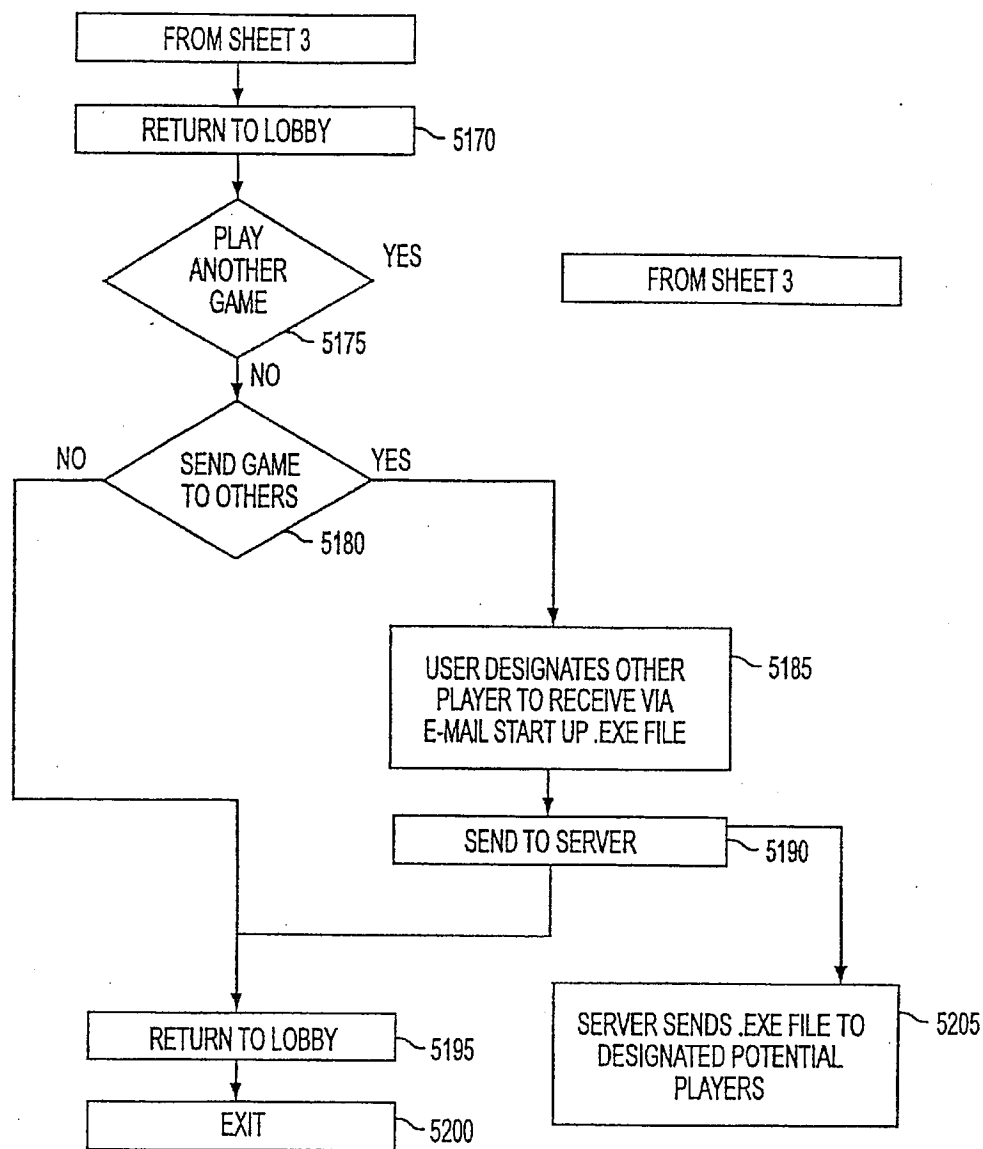 FROM SHEET 3
RETURN TO LOBBY
5170
PLAY
ANOTHER
GAME
YES
5175
FROM SHEET 3
NO
NO
SEND GAME
TO OTHERS
YES
5180
USER DESIGNATES OTHER
PLAYER TO RECEIVE VIA
E-MAIL START UP .EXE FILE
5185
SEND TO SERVER
5190
RETURN TO LOBBY
5195
SERVER SENDS .EXE FILE TO
DESIGNATED POTENTIAL
PLAYERS
5205
EXIT
5200